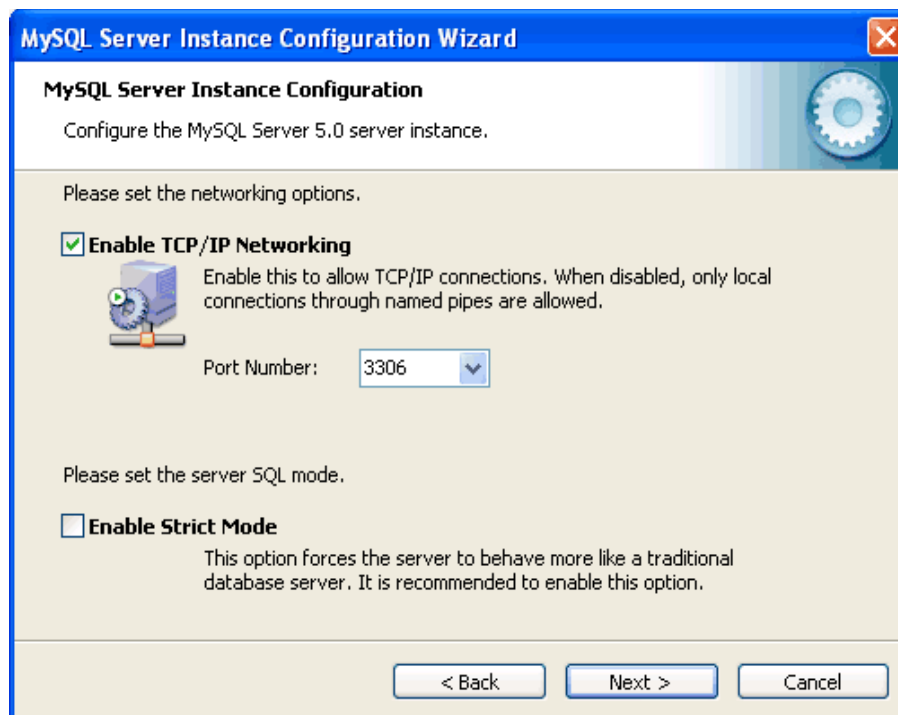 MySQL Server Instance Configuration Wizard
MySQL Server Instance Configuration
Configure the MySQL Server 5.0 server instance.
Please set the networking options.
Enable TCP/IP Networking
Enable this to allow TCP/IP connections. When disabled, only local
connections through named pipes are allowed.
Port Number: 3306
Please set the server SQL mode.
Enable Strict Mode
This option forces the server to behave more like a traditional
database server. It is recommended to enable this option.
< Back Next > Cancel